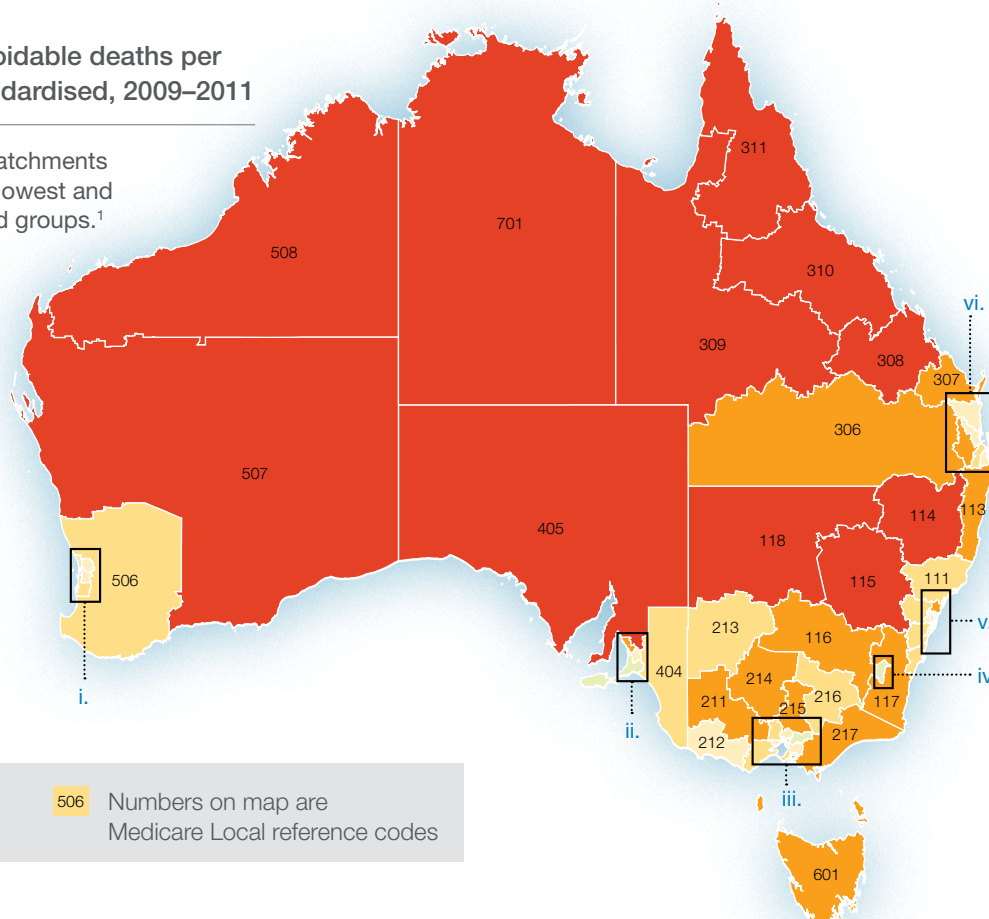 oidable deaths per
dardised, 2009–2011
atchments
owest and
d groups.¹
311
701
508
310
vi.
309
308
307
306
507
113
114
405
118
115
111
506
v.
213
116
404
iv
i.
214
216
211
215
117
ii.
212
217
iii.
506 Numbers on map are
Medicare Local reference codes
601